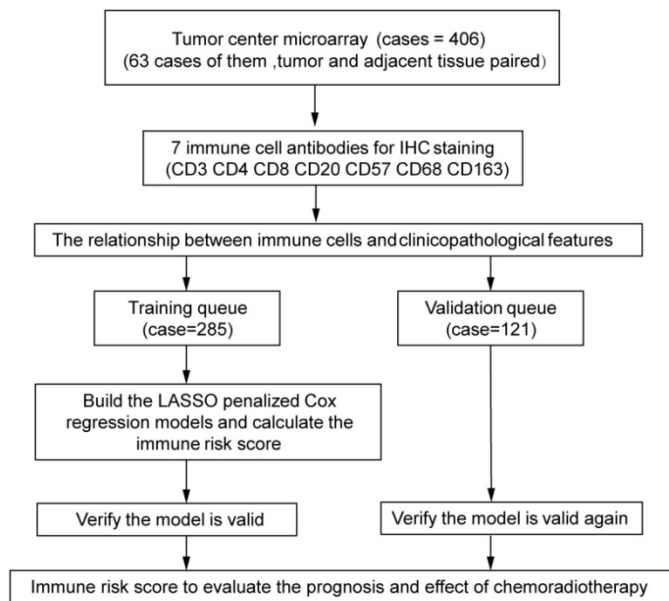 Tumor center microarray (cases = 406)
(63 cases of them ,tumor and adjacent tissue paired)
7 immune cell antibodies for IHC staining
(CD3 CD4 CD8 CD20 CD57 CD68 CD163)
The relationship between immune cells and clinicopathological features
Training queue
(case=285)
Validation queue
(case=121)
Build the LASSO penalized Cox
regression models and calculate the
immune risk score
Verify the model is valid
Verify the model is valid again
Immune risk score to evaluate the prognosis and effect of chemoradiotherapy